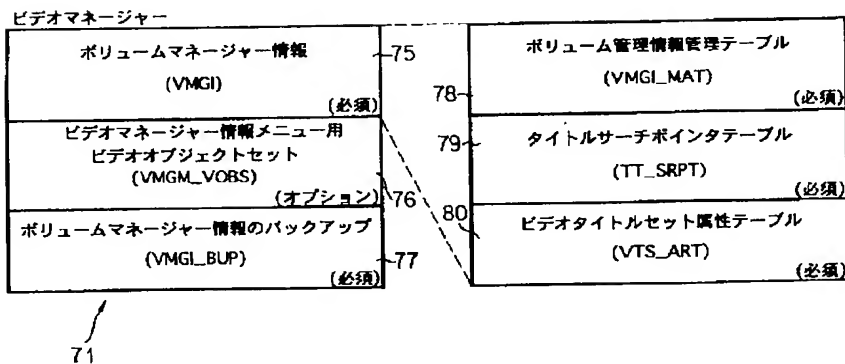 ビデオマネージャー
ボリュームマネージャー情報
(VMGI)
(必須)
75
ビデオマネージャー情報メニュー用
ビデオオブジェクトセット
(VMGM_VOBS)
(オプション)
76
ボリュームマネージャー情報のバックアップ
(VMGI_BUP)
(必須)
77
71
ボリューム管理情報管理テーブル
(VMGI_MAT)
(必須)
78
タイトルサーチポインタテーブル
(TT_SRPT)
(必須)
79
ビデオタイトルセット属性テーブル
(VTS_ART)
(必須)
80